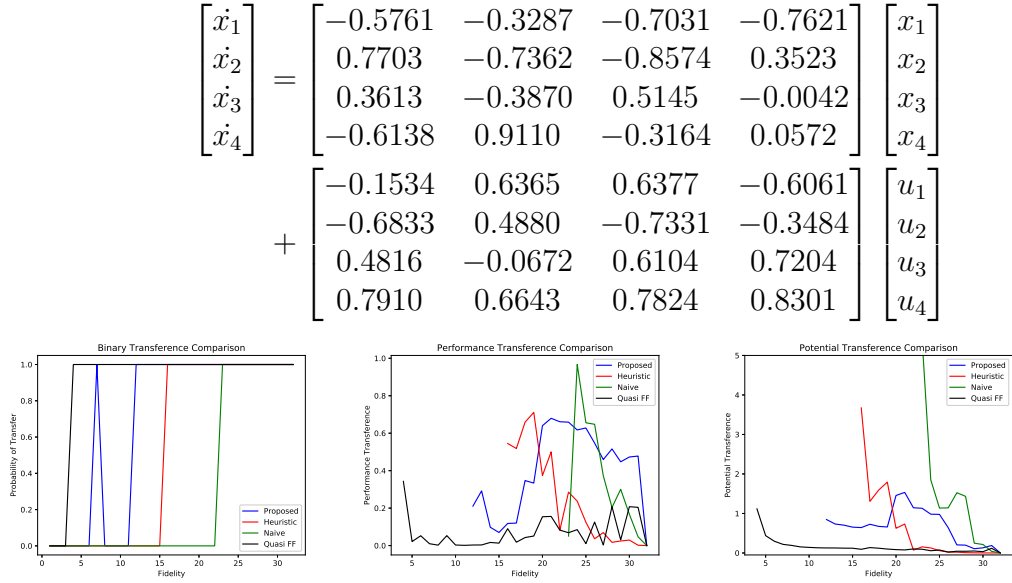 ẋ1 −0.5761 −0.3287 −0.7031 −0.7621 x1
ẋ2 0.7703 −0.7362 −0.8574 0.3523 x2
=
ẋ3 0.3613 −0.3870 0.5145 −0.0042 x3
ẋ4 −0.6138 0.9110 −0.3164 0.0572 x4
−0.1534 0.6365 0.6377 −0.6061 u1
−0.6833 0.4880 −0.7331 −0.3484 u2
+
0.4816 −0.0672 0.6104 0.7204 u3
0.7910 0.6643 0.7824 0.8301 u4
Binary Transference Comparison
Probability of Transfer
1.0
0.8
0.6
0.4
0.2
0.0
0 5 10 15 20 25 30
Fidelity
Proposed
Heuristic
Naive
Quasi FF
Performance Transference Comparison
Performance Transference
1.0
0.8
0.6
0.4
0.2
0.0
5 10 15 20 25 30
Fidelity
Proposed
Heuristic
Naive
Quasi FF
Potential Transference Comparison
Potential Transference
5
4
3
2
1
0
5 10 15 20 25 30
Fidelity
Proposed
Heuristic
Naive
Quasi FF